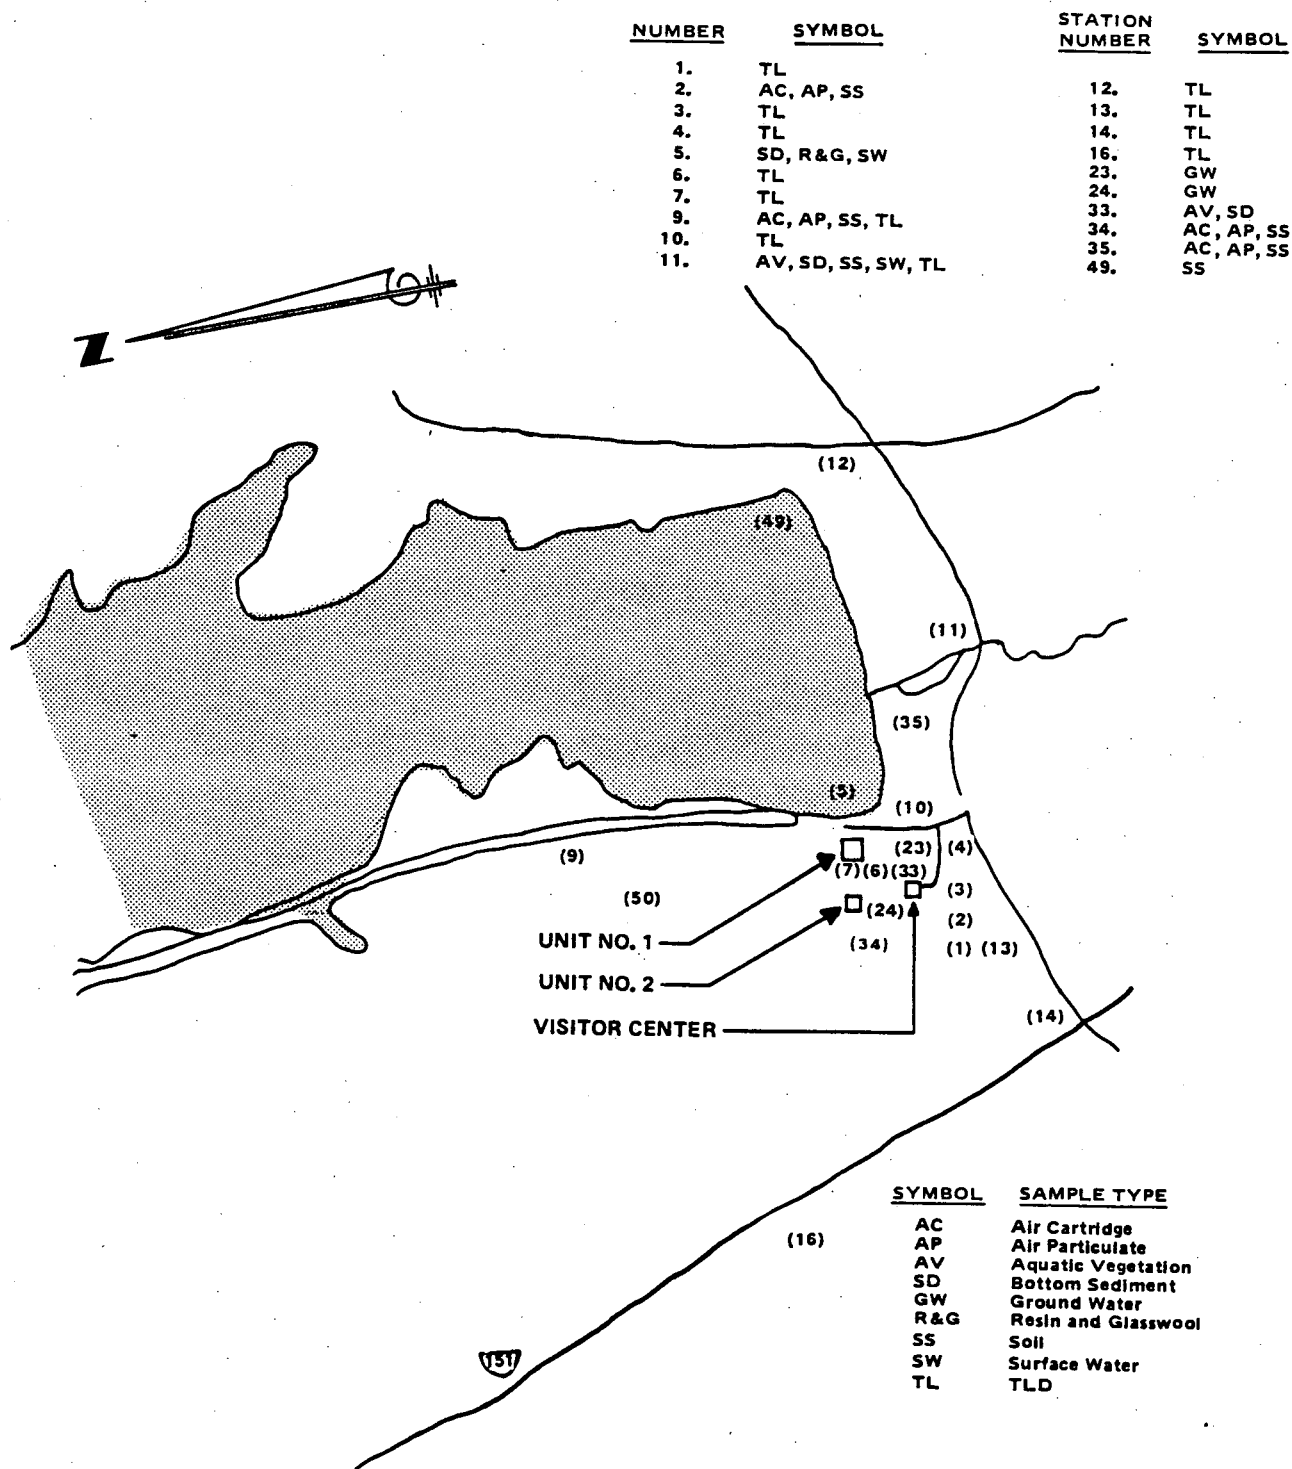 NUMBER SYMBOL
1. TL
2. AC, AP, SS
3. TL
4. TL
5. SD, R&G, SW
6. TL
7. TL
9. AC, AP, SS, TL
10. TL
11. AV, SD, SS, SW, TL
STATION
NUMBER SYMBOL
12. TL
13. TL
14. TL
16. TL
23. GW
24. GW
33. AV, SD
34. AC, AP, SS
35. AC, AP, SS
49. SS
N
(12)
(49)
(11)
(35)
(5)
(10)
(9)
(23) (4)
(7) (6) (33)
(50)
(3)
(24)
(2)
(34)
(1) (13)
UNIT NO. 1
UNIT NO. 2
VISITOR CENTER
(14)
(16)
151
SYMBOL SAMPLE TYPE
AC Air Cartridge
AP Air Particulate
AV Aquatic Vegetation
SD Bottom Sediment
GW Ground Water
R&G Resin and Glasswool
SS Soil
SW Surface Water
TL TLD